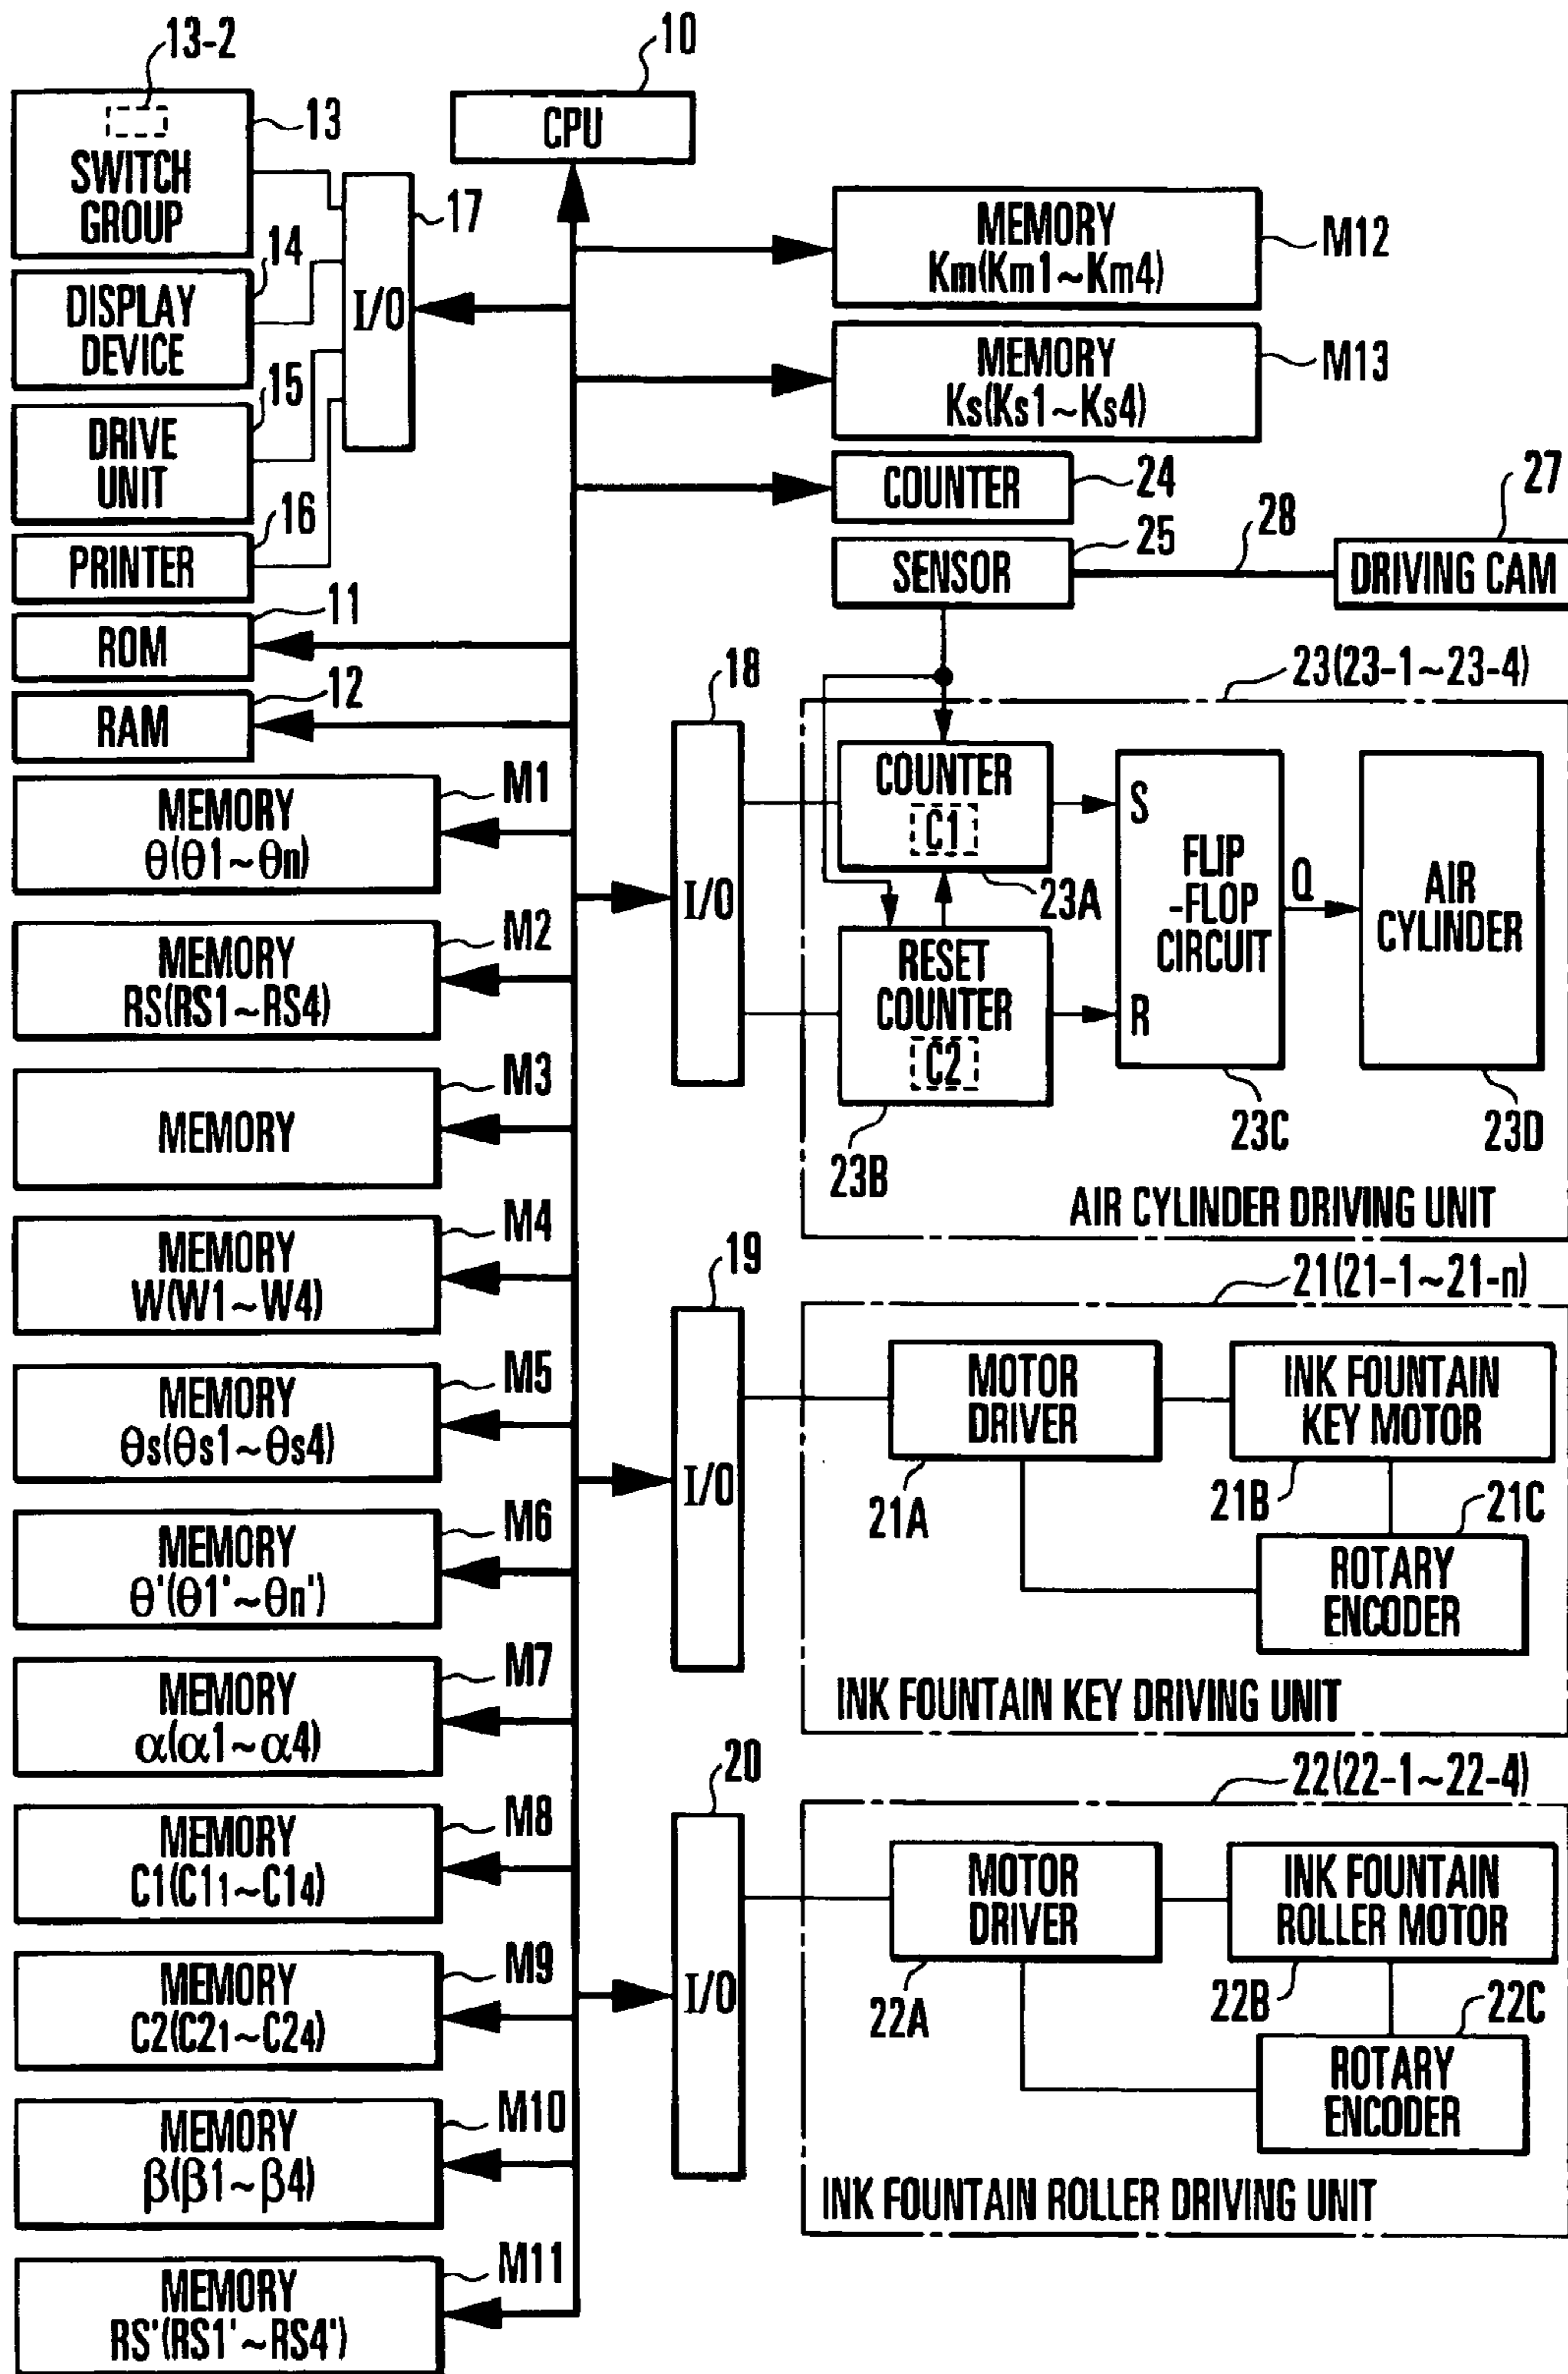 13-2
13
SWITCH
GROUP
14
DISPLAY
DEVICE
15
DRIVE
UNIT
16
PRINTER
11
ROM
12
RAM
10
CPU
17
I/O
MEMORY
Km(Km1~Km4)
M12
MEMORY
Ks(Ks1~Ks4)
M13
COUNTER
24
SENSOR
25
28
27
DRIVING CAM
M1
MEMORY
θ(θ1~θn)
M2
MEMORY
RS(RS1~RS4)
M3
MEMORY
M4
MEMORY
W(W1~W4)
M5
MEMORY
θs(θs1~θs4)
M6
MEMORY
θ'(θ1'~θn')
M7
MEMORY
α(α1~α4)
M8
MEMORY
C1(C11~C14)
M9
MEMORY
C2(C21~C24)
M10
MEMORY
β(β1~β4)
M11
MEMORY
RS'(RS1'~RS4')
18
I/O
23(23-1~23-4)
COUNTER
C1
23A
RESET
COUNTER
C2
23B
S
FLIP
-FLOP
CIRCUIT
R
23C
Q
AIR
CYLINDER
23D
AIR CYLINDER DRIVING UNIT
19
I/O
21(21-1~21-n)
MOTOR
DRIVER
21A
INK FOUNTAIN
KEY MOTOR
21B
21C
ROTARY
ENCODER
INK FOUNTAIN KEY DRIVING UNIT
20
I/O
22(22-1~22-4)
MOTOR
DRIVER
22A
INK FOUNTAIN
ROLLER MOTOR
22B
22C
ROTARY
ENCODER
INK FOUNTAIN ROLLER DRIVING UNIT